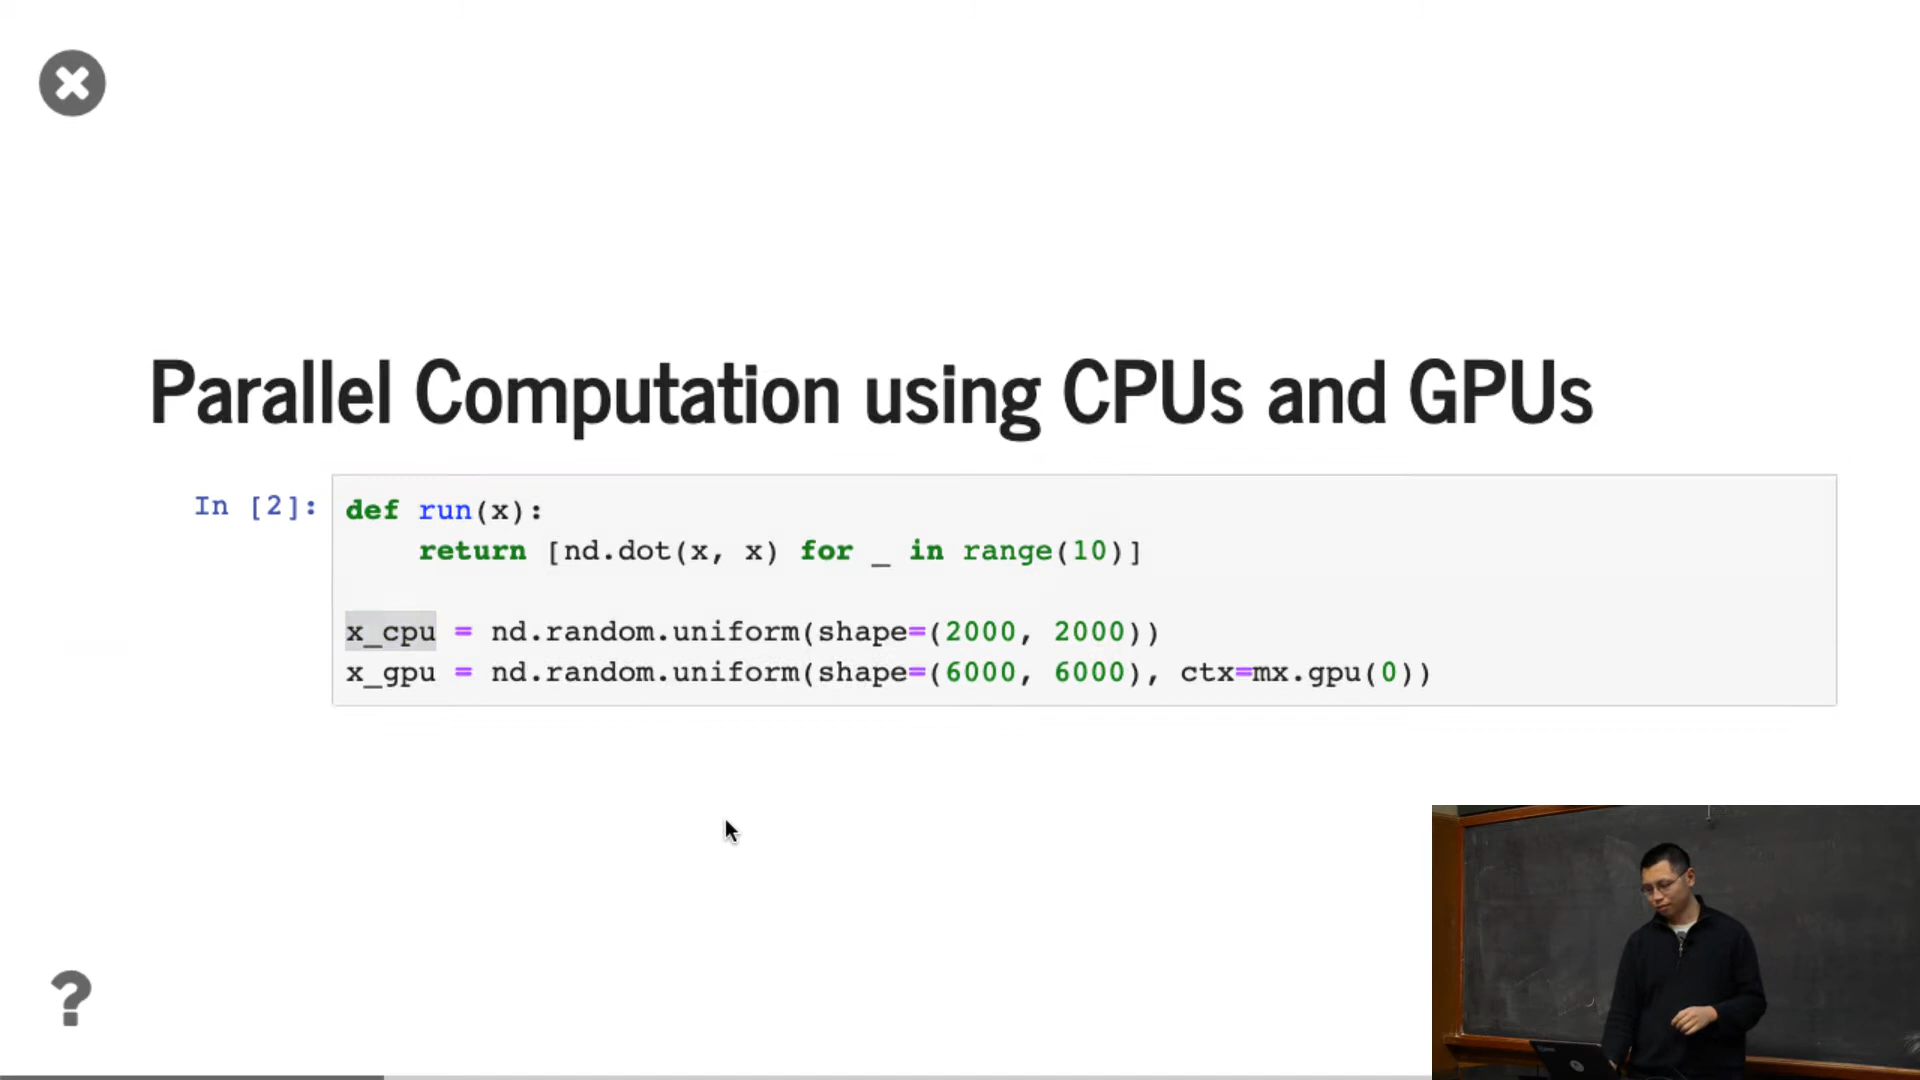 Parallel Computation using CPUs and GPUs
In [2]:
def run(x):
    return [nd.dot(x, x) for _ in range(10)]
x_cpu = nd.random.uniform(shape=(2000, 2000))
x_gpu = nd.random.uniform(shape=(6000, 6000), ctx=mx.gpu(0))
?